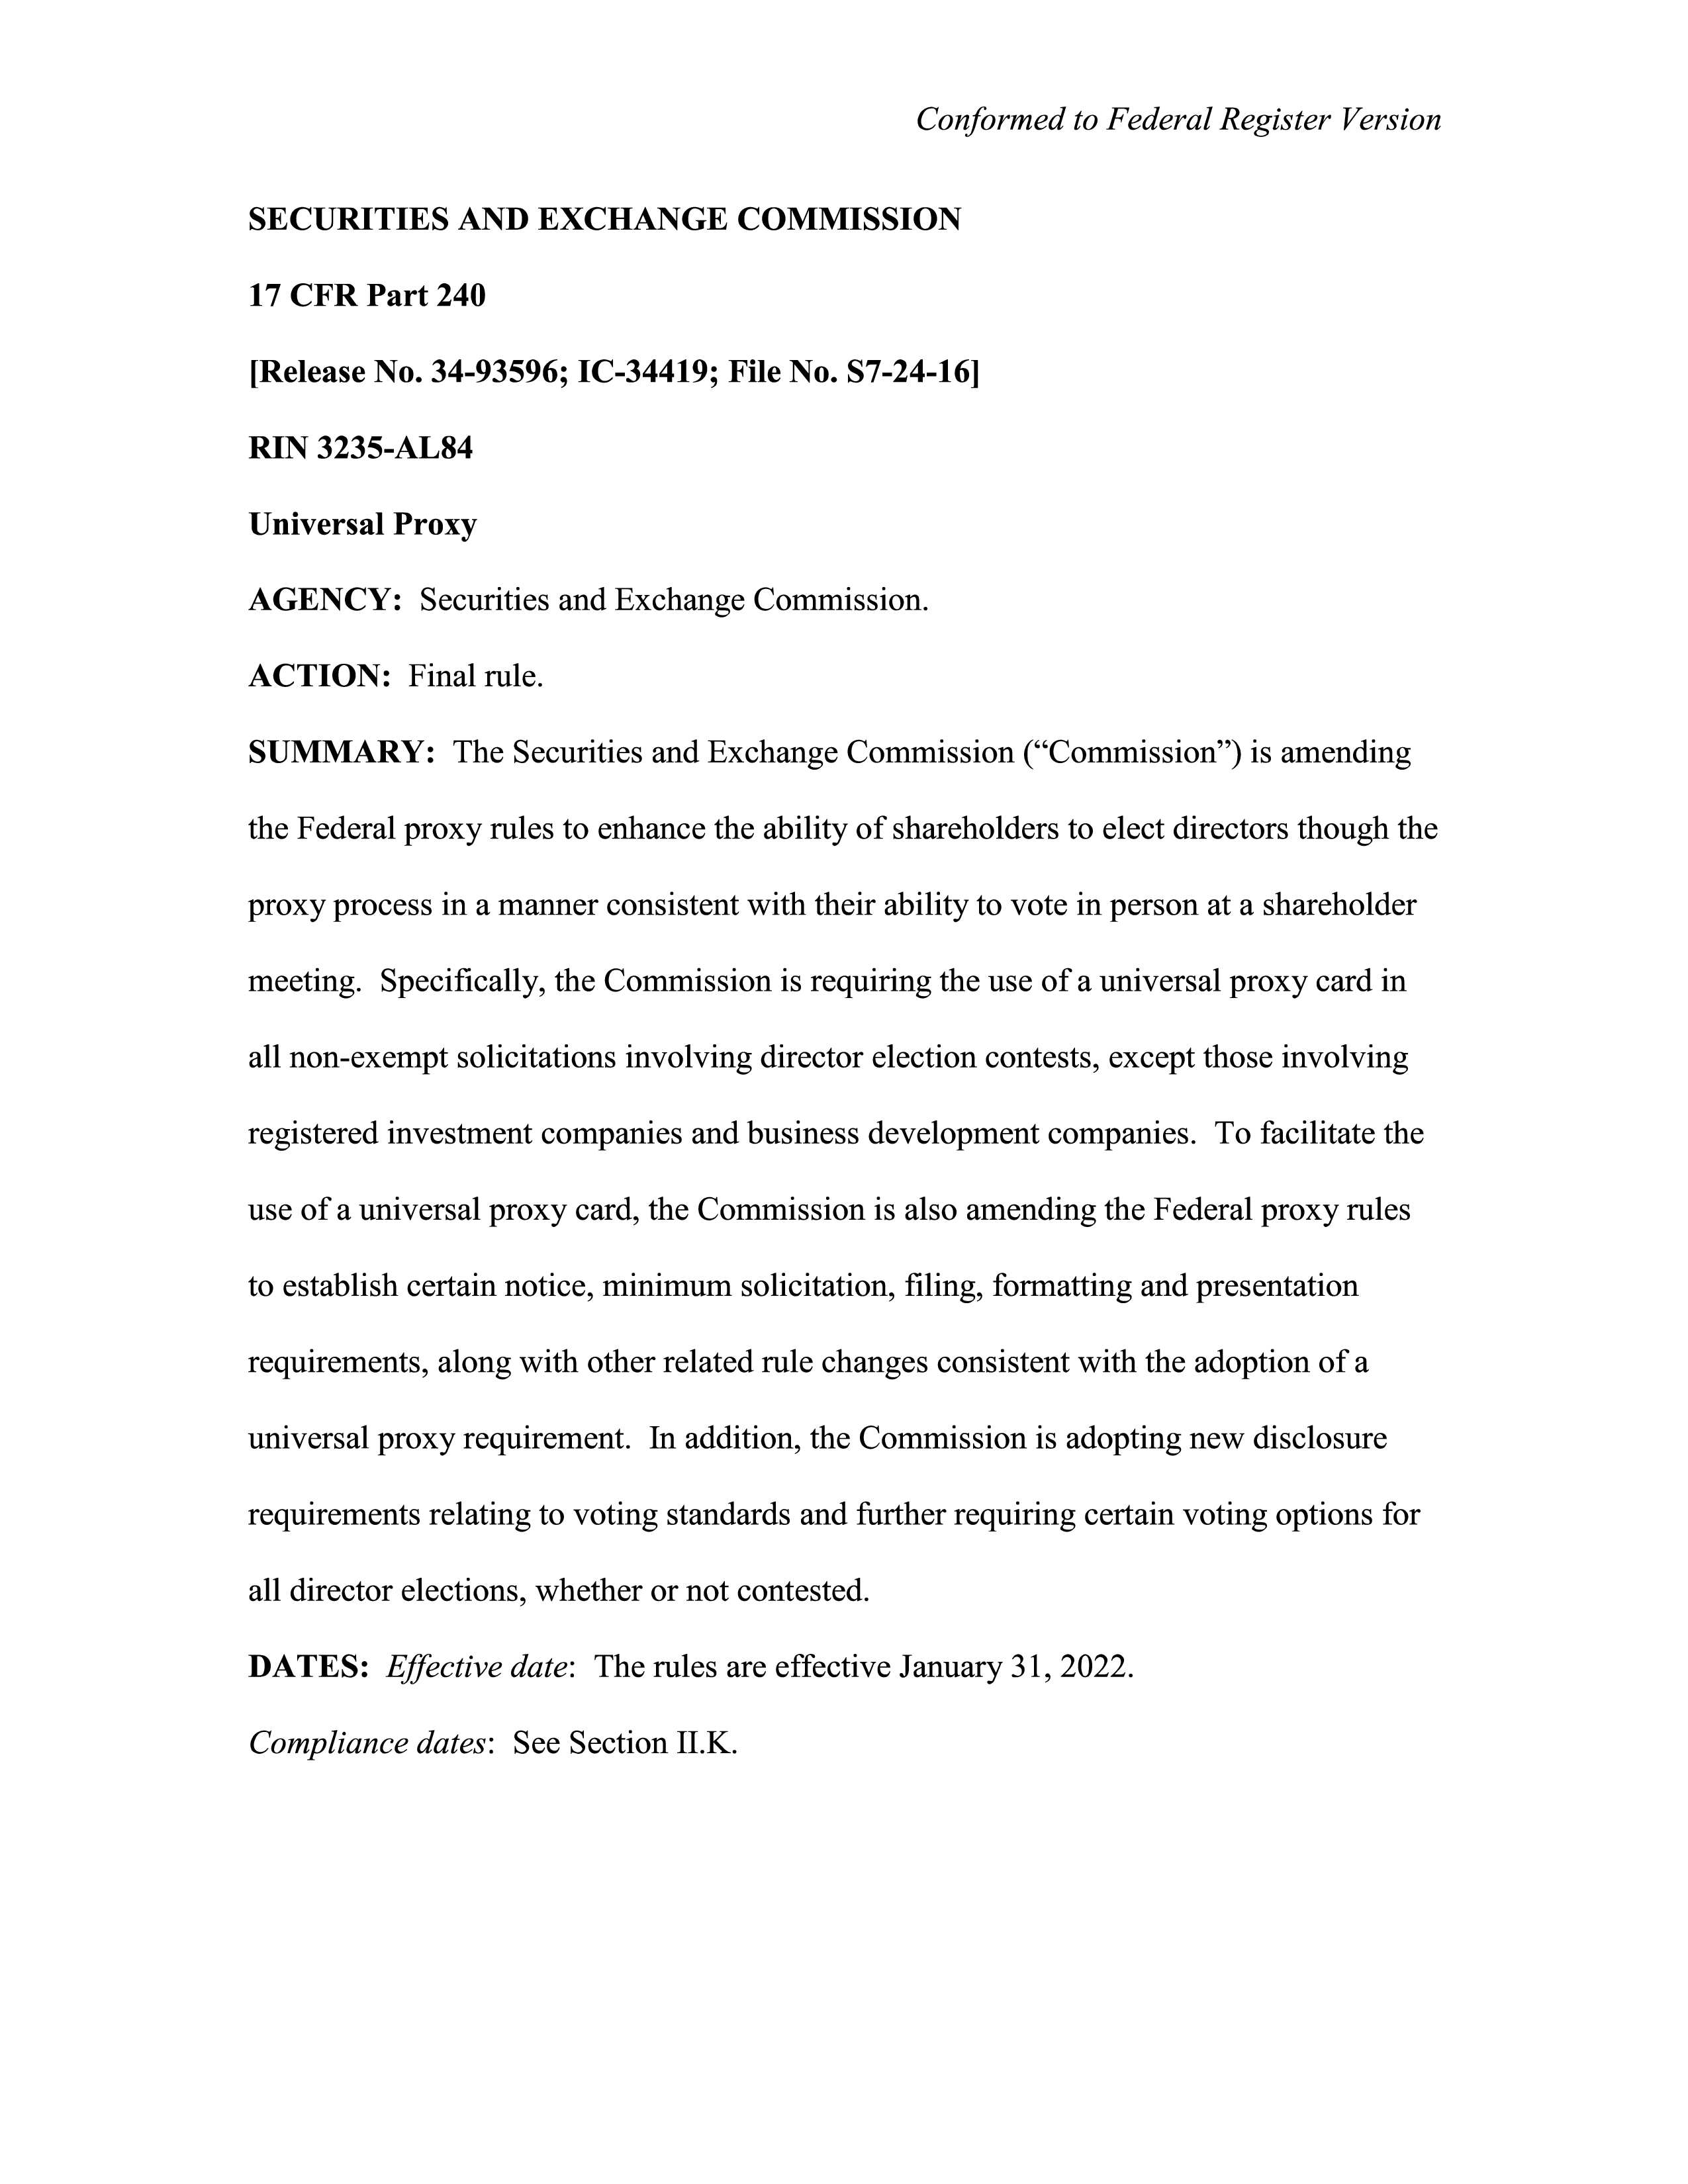 Conformed to Federal Register Version
SECURITIES AND EXCHANGE COMMISSION
17 CFR Part 240
[Release No. 34-93596; IC-34419; File No. S7-24-16]
RIN 3235-AL84
Universal Proxy
AGENCY:  Securities and Exchange Commission.
ACTION:  Final rule.
SUMMARY:  The Securities and Exchange Commission (“Commission”) is amending
the Federal proxy rules to enhance the ability of shareholders to elect directors though the
proxy process in a manner consistent with their ability to vote in person at a shareholder
meeting.  Specifically, the Commission is requiring the use of a universal proxy card in
all non-exempt solicitations involving director election contests, except those involving
registered investment companies and business development companies.  To facilitate the
use of a universal proxy card, the Commission is also amending the Federal proxy rules
to establish certain notice, minimum solicitation, filing, formatting and presentation
requirements, along with other related rule changes consistent with the adoption of a
universal proxy requirement.  In addition, the Commission is adopting new disclosure
requirements relating to voting standards and further requiring certain voting options for
all director elections, whether or not contested.
DATES:  Effective date:  The rules are effective January 31, 2022.
Compliance dates:  See Section II.K.